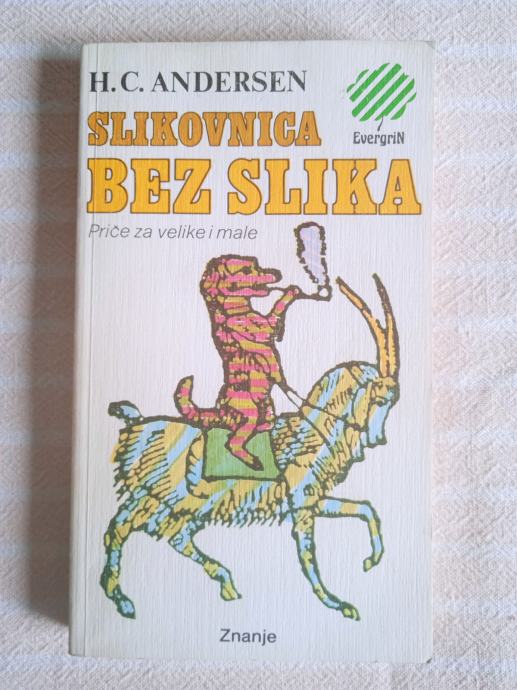 H. C. ANDERSEN
SLIKOVNICA
BEZ SLIKA
Priče za velike i male
EvergriN
Znanje